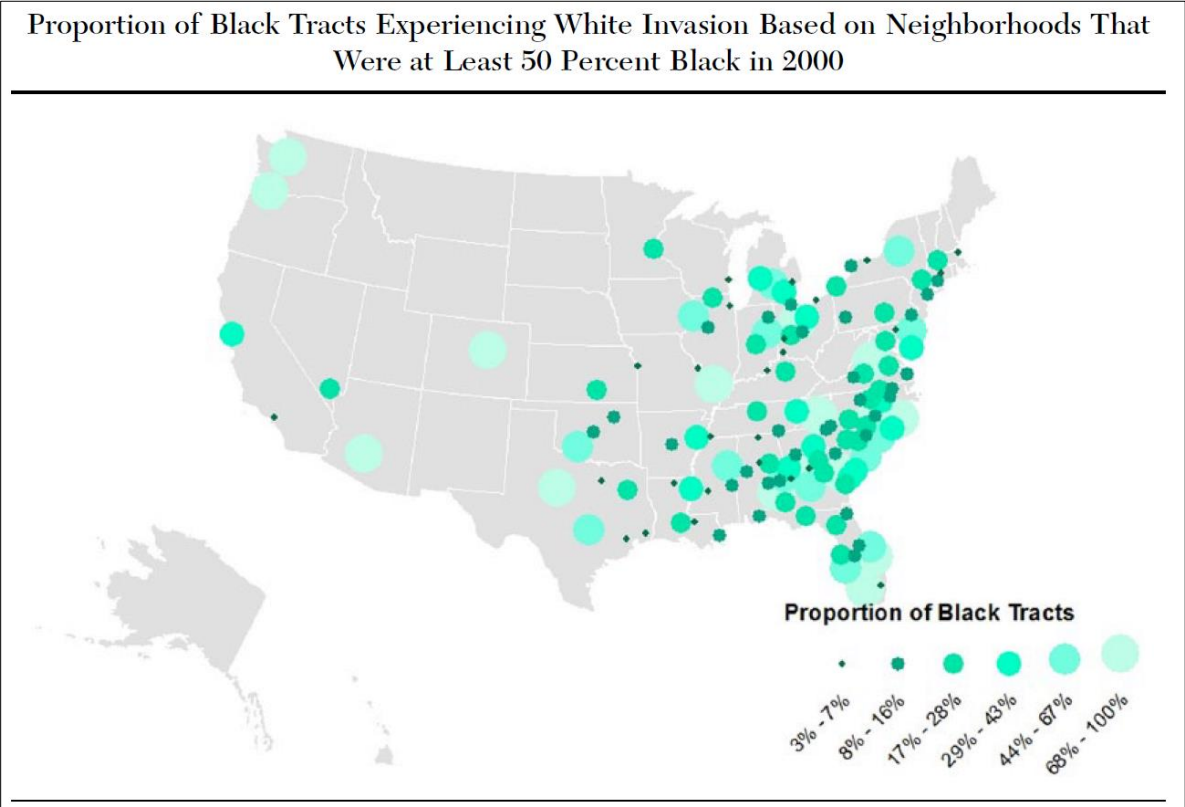 Proportion of Black Tracts Experiencing White Invasion Based on Neighborhoods That
Were at Least 50 Percent Black in 2000
Proportion of Black Tracts
3% - 7%
8% - 16%
17% - 28%
29% - 43%
44% - 67%
68% - 100%